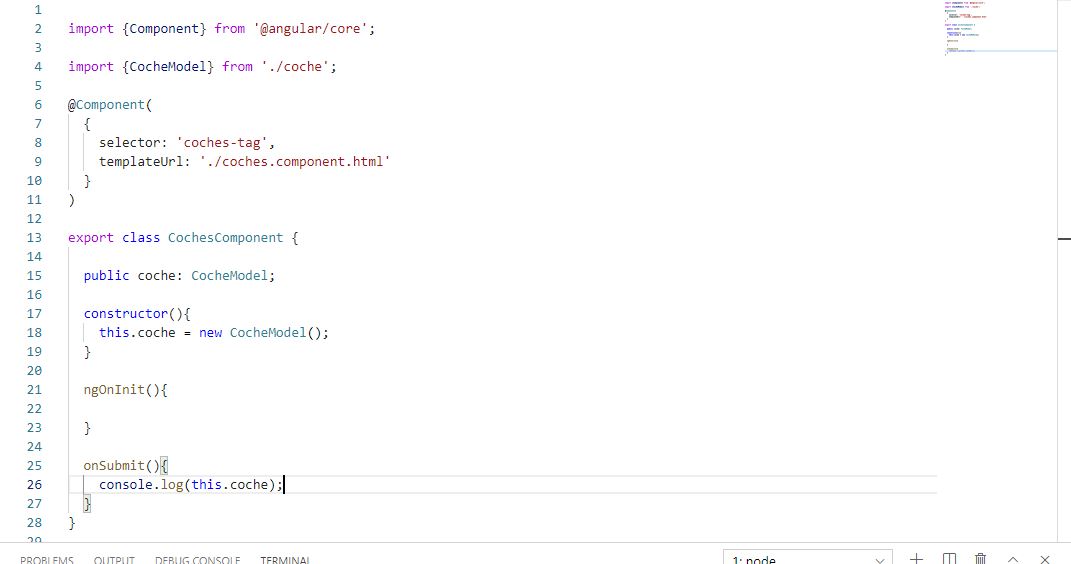 1
2 import {Component} from '@angular/core';
3
4 import {CocheModel} from './coche';
5
6 @Component(
7 {
8 selector: 'coches-tag',
9 templateUrl: './coches.component.html'
10 }
11 )
12
13 export class CochesComponent {
14
15 public coche: CocheModel;
16
17 constructor(){
18 this.coche = new CocheModel();
19 }
20
21 ngOnInit(){
22
23 }
24
25 onSubmit(){
26 console.log(this.coche);
27 }
28 }
29
PROBLEMS OUTPUT DEBUG CONSOLE TERMINAL 1: node